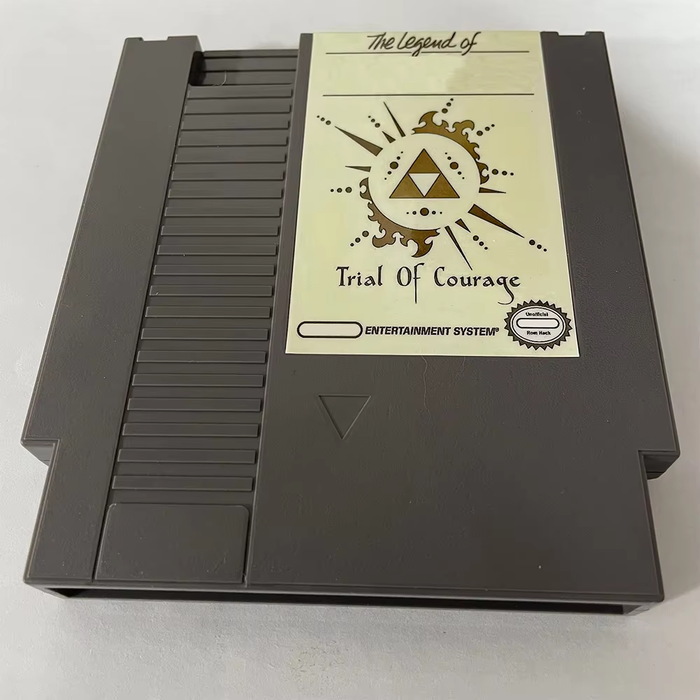 The Legend of
Trial Of Courage
ENTERTAINMENT SYSTEM®
Unofficial
Rom Hack